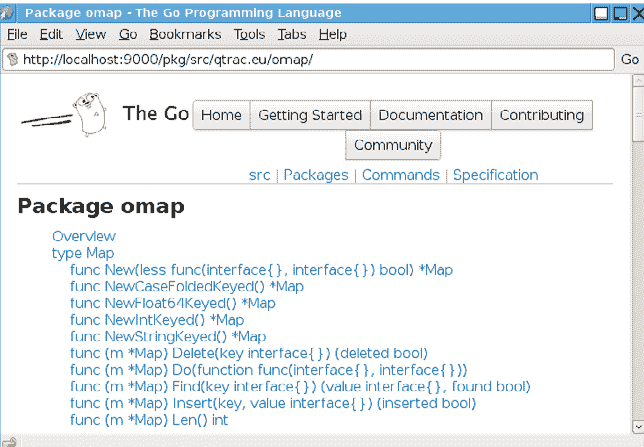 Package omap - The Go Programming Language
File Edit View Go Bookmarks Tools Tabs Help
http://localhost:9000/pkg/src/qtrac.eu/omap/ Go
The Go Home Getting Started Documentation Contributing
Community
src | Packages | Commands | Specification
Package omap
Overview
type Map
func New(less func(interface{}, interface{}) bool) *Map
func NewCaseFoldedKeyed() *Map
func NewFloat64Keyed() *Map
func NewIntKeyed() *Map
func NewStringKeyed() *Map
func (m *Map) Delete(key interface{}) (deleted bool)
func (m *Map) Do(function func(interface{}, interface{}))
func (m *Map) Find(key interface{}) (value interface{}, found bool)
func (m *Map) Insert(key, value interface{}) (inserted bool)
func (m *Map) Len() int